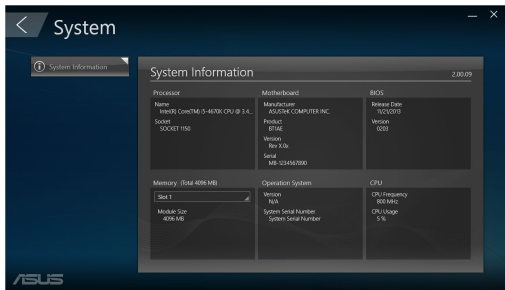 System
System Information
System Information
2.00.09
Processor
Name
Intel(R) Core(TM) i5-4670K CPU @ 3.4...
Socket
SOCKET 1150
Motherboard
Manufacturer
ASUSTeK COMPUTER INC.
Product
BT1AE
Version
Rev X.0x
Serial
MB-1234567890
BIOS
Release Date
11/21/2013
Version
0203
Memory (Total 4096 MB)
Slot 1
Module Size
4096 MB
Operation System
Version
N/A
System Serial Number
System Serial Number
CPU
CPU Frequency
800 MHz
CPU Usage
5 %
ASUS